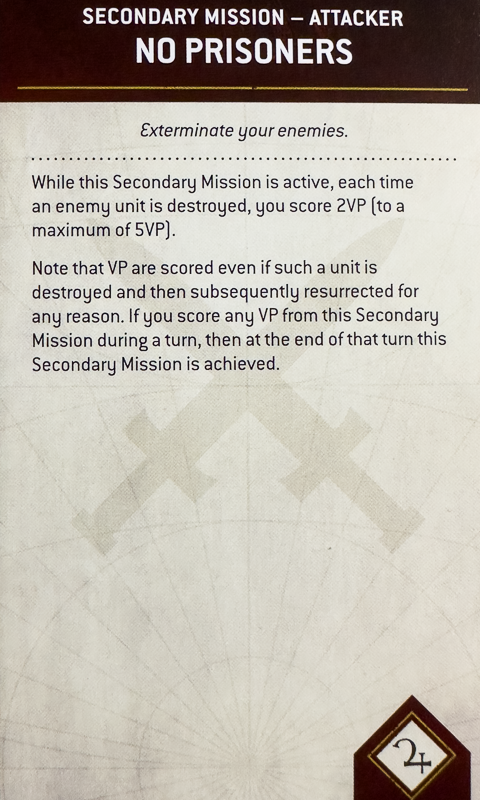 SECONDARY MISSION – ATTACKER
NO PRISONERS
Exterminate your enemies.
While this Secondary Mission is active, each time
an enemy unit is destroyed, you score 2VP (to a
maximum of 5VP).
Note that VP are scored even if such a unit is
destroyed and then subsequently resurrected for
any reason. If you score any VP from this Secondary
Mission during a turn, then at the end of that turn this
Secondary Mission is achieved.